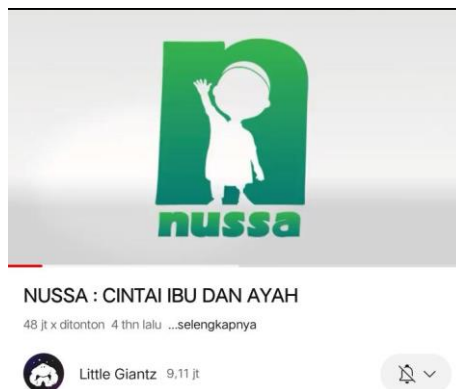 nussa
NUSSA : CINTAI IBU DAN AYAH
48 jt x ditonton 4 thn lalu ...selengkapnya
Little Giantz 9,11 jt